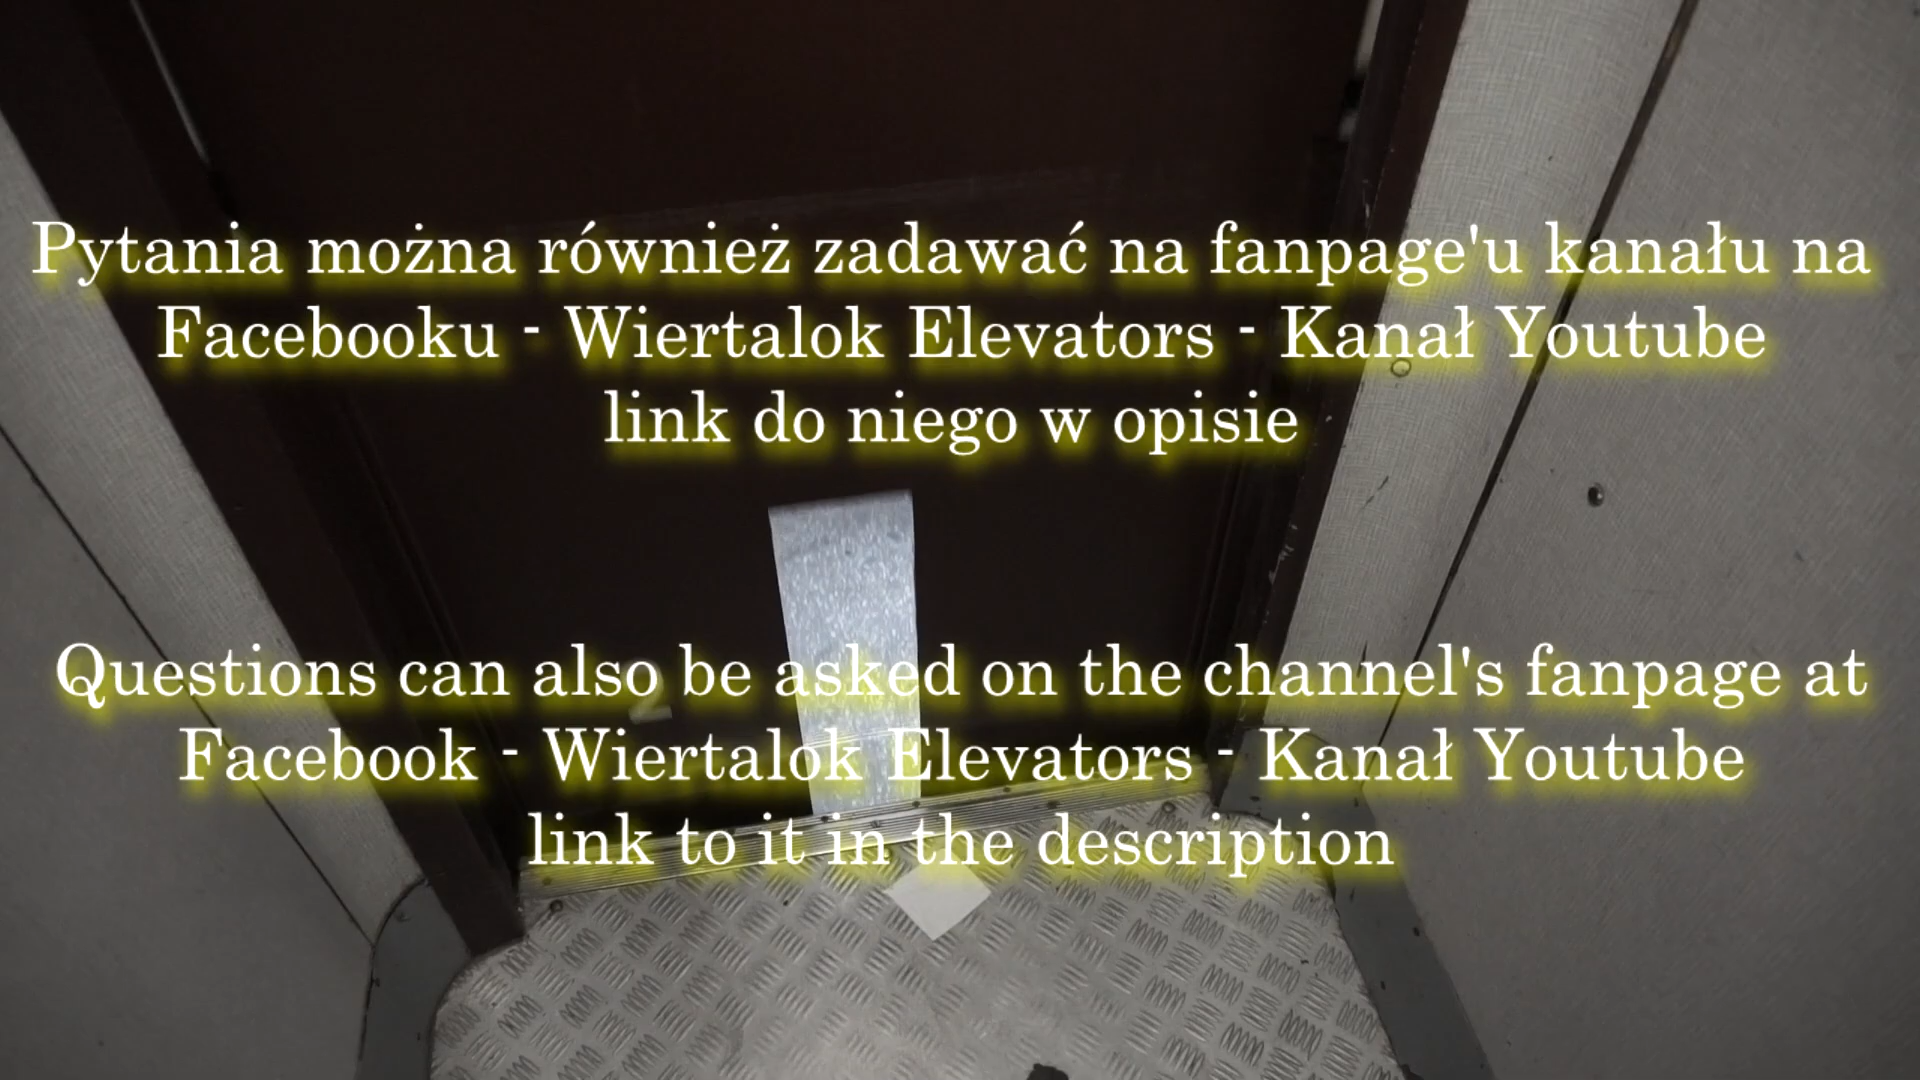 Pytania można również zadawać na fanpage'u kanału na
Facebooku - Wiertalok Elevators - Kanał Youtube
link do niego w opisie
2
Questions can also be asked on the channel's fanpage at
Facebook - Wiertalok Elevators - Kanał Youtube
link to it in the description